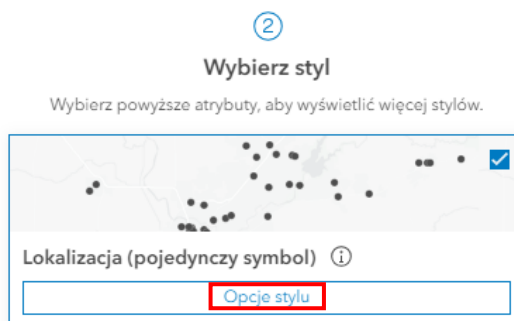 2
Wybierz styl
Wybierz powyższe atrybuty, aby wyświetlić więcej stylów.
Lokalizacja (pojedynczy symbol) i
Opcje stylu